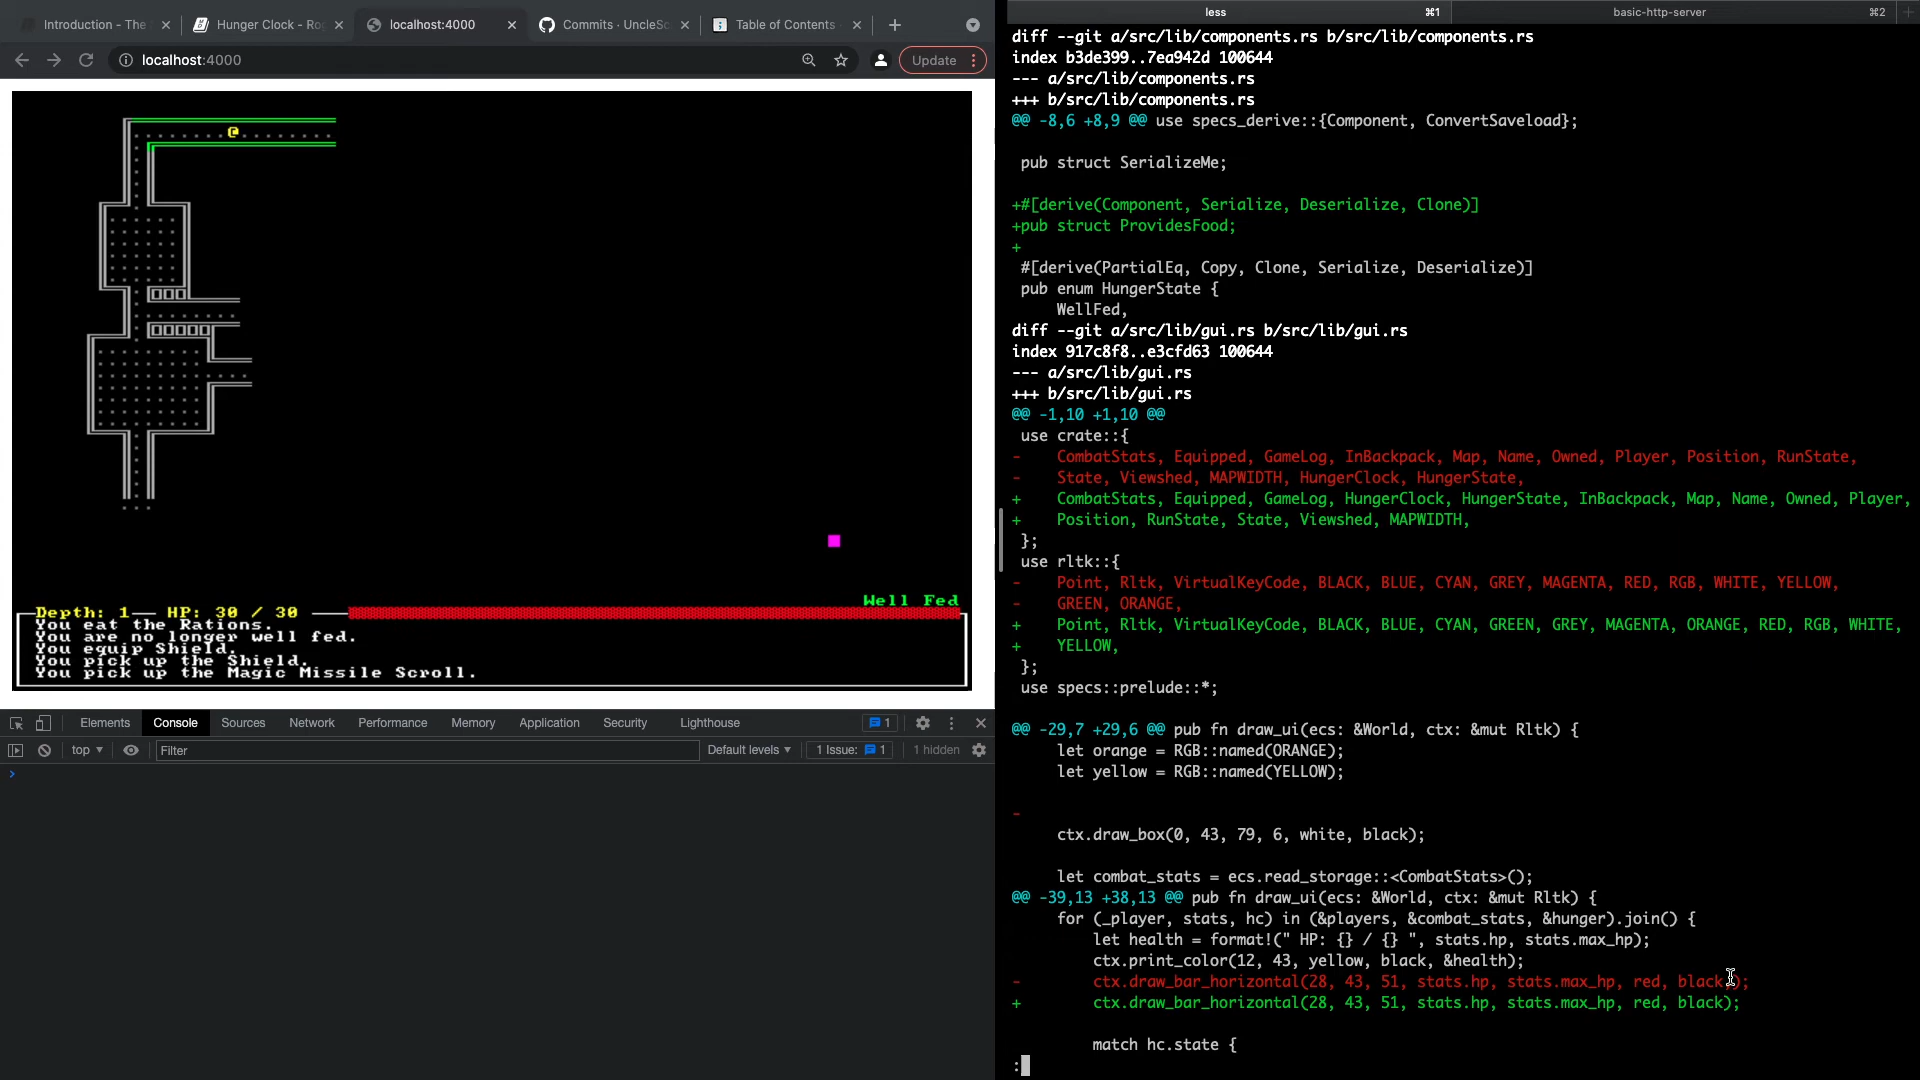 Introduction - The
Hunger Clock - Ro
localhost:4000
Commits · UncleSc
Table of Contents
localhost:4000
Update
Well Fed
Depth: 1 HP: 30 / 30
You eat the Rations.
You are no longer well fed.
You equip Shield.
You pick up the Shield.
You pick up the Magic Missile Scroll.
Elements Console Sources Network Performance Memory Application Security Lighthouse 1
top Filter Default levels 1 Issue: 1 1 hidden
less ⌘1 basic-http-server ⌘2
diff --git a/src/lib/components.rs b/src/lib/components.rs
index b3de399..7ea942d 100644
--- a/src/lib/components.rs
+++ b/src/lib/components.rs
@@ -8,6 +8,9 @@ use specs_derive::{Component, ConvertSaveload};
pub struct SerializeMe;
+#[derive(Component, Serialize, Deserialize, Clone)]
+pub struct ProvidesFood;
+
#[derive(PartialEq, Copy, Clone, Serialize, Deserialize)]
pub enum HungerState {
WellFed,
diff --git a/src/lib/gui.rs b/src/lib/gui.rs
index 917c8f8..e3cfd63 100644
--- a/src/lib/gui.rs
+++ b/src/lib/gui.rs
@@ -1,10 +1,10 @@
use crate::{
- CombatStats, Equipped, GameLog, InBackpack, Map, Name, Owned, Player, Position, RunState,
- State, Viewshed, MAPWIDTH, HungerClock, HungerState,
+ CombatStats, Equipped, GameLog, HungerClock, HungerState, InBackpack, Map, Name, Owned, Player,
+ Position, RunState, State, Viewshed, MAPWIDTH,
};
use rltk::{
- Point, Rltk, VirtualKeyCode, BLACK, BLUE, CYAN, GREY, MAGENTA, RED, RGB, WHITE, YELLOW,
- GREEN, ORANGE,
+ Point, Rltk, VirtualKeyCode, BLACK, BLUE, CYAN, GREEN, GREY, MAGENTA, ORANGE, RED, RGB, WHITE,
+ YELLOW,
};
use specs::prelude::*;
@@ -29,7 +29,6 @@ pub fn draw_ui(ecs: &World, ctx: &mut Rltk) {
let orange = RGB::named(ORANGE);
let yellow = RGB::named(YELLOW);
-
ctx.draw_box(0, 43, 79, 6, white, black);
let combat_stats = ecs.read_storage::<CombatStats>();
@@ -39,13 +38,13 @@ pub fn draw_ui(ecs: &World, ctx: &mut Rltk) {
for (_player, stats, hc) in (&players, &combat_stats, &hunger).join() {
let health = format!(" HP: {} / {} ", stats.hp, stats.max_hp);
ctx.print_color(12, 43, yellow, black, &health);
- ctx.draw_bar_horizontal(28, 43, 51, stats.hp, stats.max_hp, red, black));
+ ctx.draw_bar_horizontal(28, 43, 51, stats.hp, stats.max_hp, red, black);
match hc.state {
: